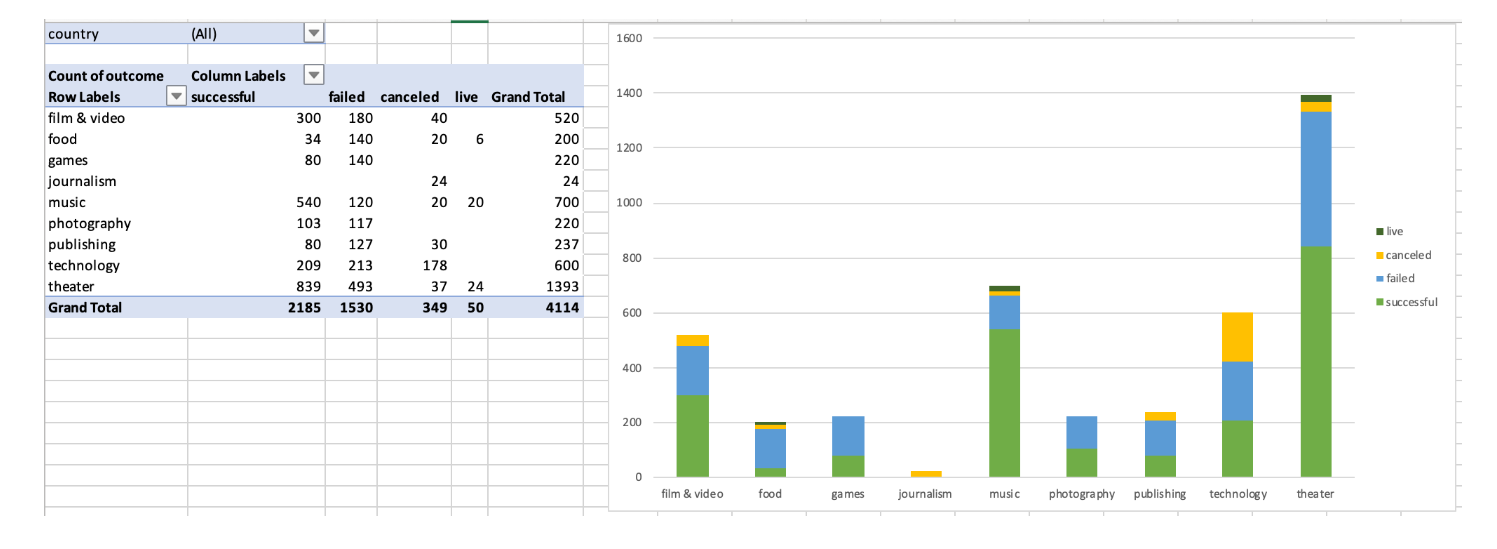 country (All)
Count of outcome Column Labels
Row Labels successful failed canceled live Grand Total
film & video 300 180 40 520
food 34 140 20 6 200
games 80 140 220
journalism 24 24
music 540 120 20 20 700
photography 103 117 220
publishing 80 127 30 237
technology 209 213 178 600
theater 839 493 37 24 1393
Grand Total 2185 1530 349 50 4114
1600
1400
1200
1000
800
600
400
200
0
film & video food games journalism music photography publishing technology theater
live
canceled
failed
successful